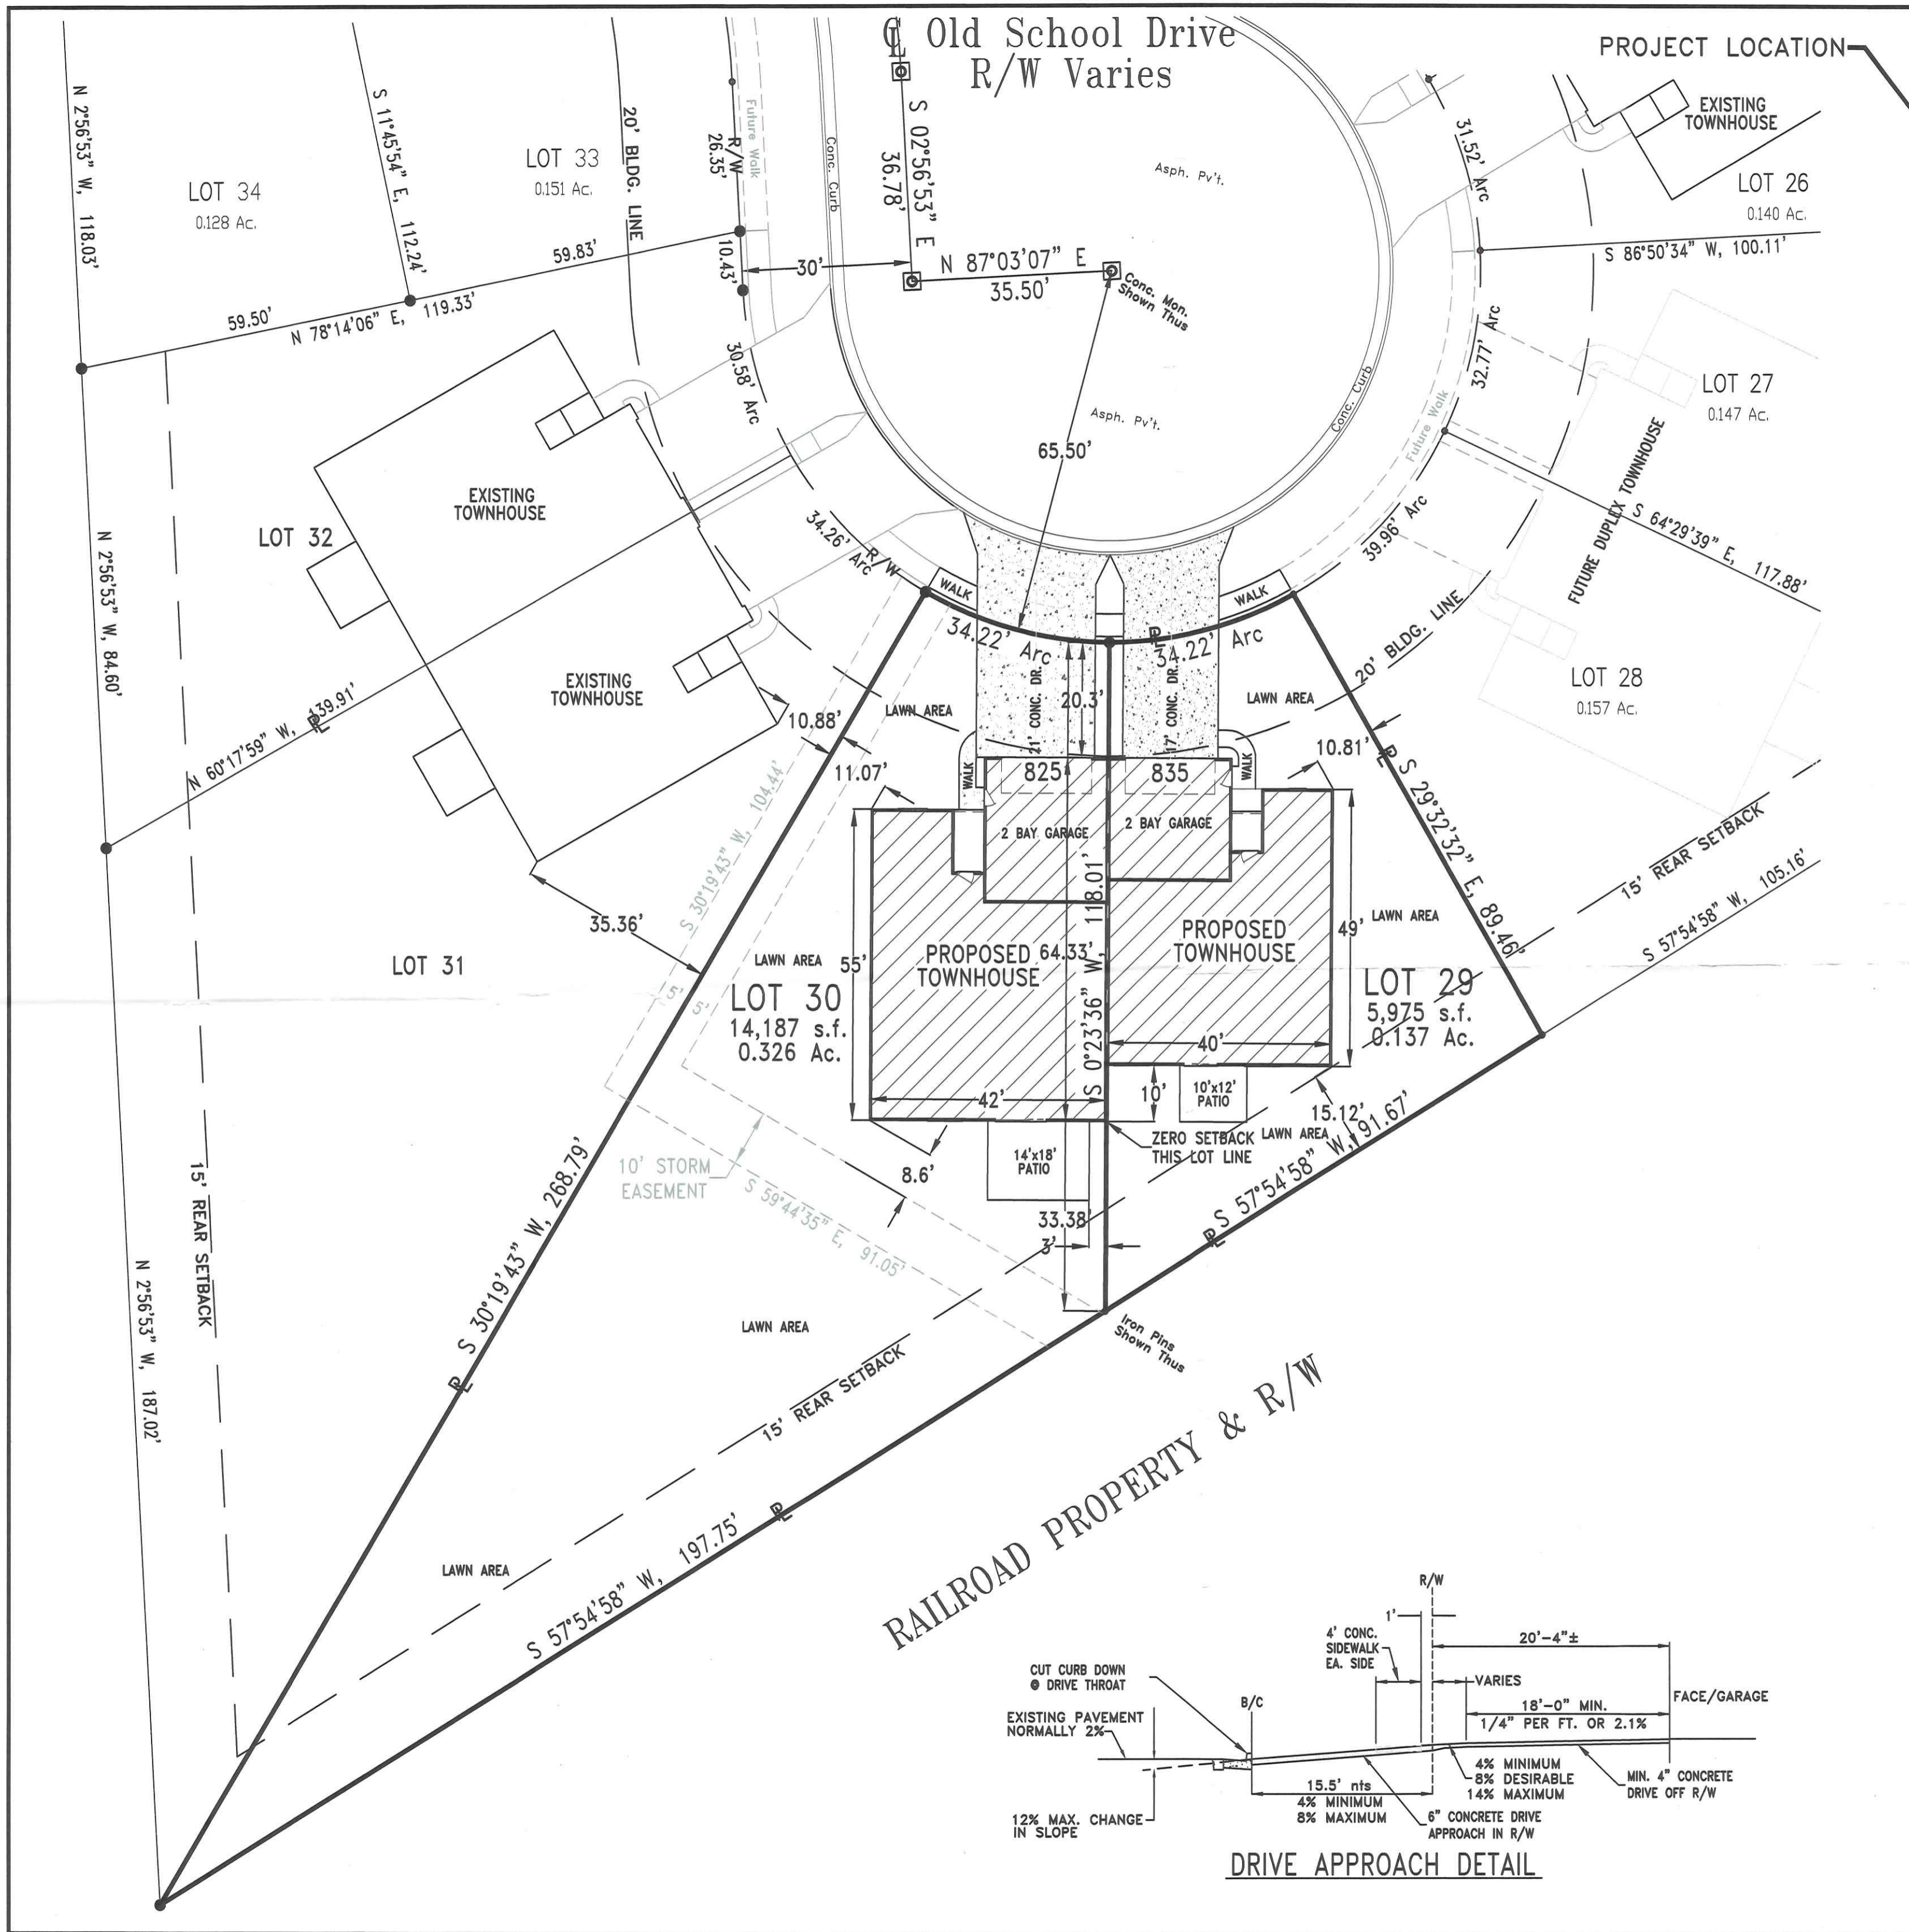 ℄ Old School Drive
R/W Varies
PROJECT LOCATION
N 2°56'53" W, 118.03'
S 11°45'54" E, 112.24'
LOT 34
0.128 Ac.
LOT 33
0.151 Ac.
20' BLDG. LINE
R/W
26.35'
Future Walk
Conc. Curb
S 02°56'53" E
36.78'
Asph. Pv't.
31.52' Arc
EXISTING
TOWNHOUSE
LOT 26
0.140 Ac.
S 86°50'34" W, 100.11'
59.83'
10.43'
30'
N 87°03'07" E
35.50'
Conc. Mon.
Shown Thus
59.50'
N 78°14'06" E, 119.33'
30.58' Arc
32.77' Arc
LOT 27
0.147 Ac.
Asph. Pv't.
Conc. Curb
Future Walk
65.50'
FUTURE DUPLEX TOWNHOUSE
S 64°29'39" E, 117.88'
EXISTING
TOWNHOUSE
LOT 32
34.26' Arc
R/W
39.96' Arc
N 2°56'53" W, 84.60'
WALK
WALK
34.22' Arc
34.22' Arc
20' BLDG. LINE
LOT 28
0.157 Ac.
EXISTING
TOWNHOUSE
N 60°17'59" W, 139.91'
10.88'
LAWN AREA
21' CONC. DR.
20.3'
17' CONC. DR.
LAWN AREA
10.81'
11.07'
WALK
825
835
WALK
S 29°32'32" E, 89.46'
S 30°19'43" W, 104.44'
2 BAY GARAGE
2 BAY GARAGE
15' REAR SETBACK
S 57°54'58" W, 105.16'
35.36'
LOT 31
LAWN AREA
55'
PROPOSED
TOWNHOUSE
64.33'
S 0°23'36" W, 118.01'
PROPOSED
TOWNHOUSE
49'
LAWN AREA
5'
5'
LOT 30
14,187 s.f.
0.326 Ac.
LOT 29
5,975 s.f.
0.137 Ac.
40'
42'
10'
10'x12'
PATIO
15.12'
S 57°54'58" W, 91.67'
ZERO SETBACK
THIS LOT LINE
LAWN AREA
14'x18'
PATIO
8.6'
10' STORM
EASEMENT
S 59°44'35" E, 91.05'
33.38'
3'
15' REAR SETBACK
N 2°56'53" W, 187.02'
S 30°19'43" W, 268.79'
LAWN AREA
Iron Pins
Shown Thus
15' REAR SETBACK
RAILROAD PROPERTY & R/W
LAWN AREA
S 57°54'58" W, 197.75'
R/W
1'
4' CONC.
SIDEWALK
EA. SIDE
20'-4"±
CUT CURB DOWN
@ DRIVE THROAT
VARIES
B/C
18'-0" MIN.
FACE/GARAGE
EXISTING PAVEMENT
NORMALLY 2%
1/4" PER FT. OR 2.1%
4% MINIMUM
8% DESIRABLE
14% MAXIMUM
MIN. 4" CONCRETE
DRIVE OFF R/W
15.5' nts
4% MINIMUM
8% MAXIMUM
12% MAX. CHANGE
IN SLOPE
6" CONCRETE DRIVE
APPROACH IN R/W
DRIVE APPROACH DETAIL